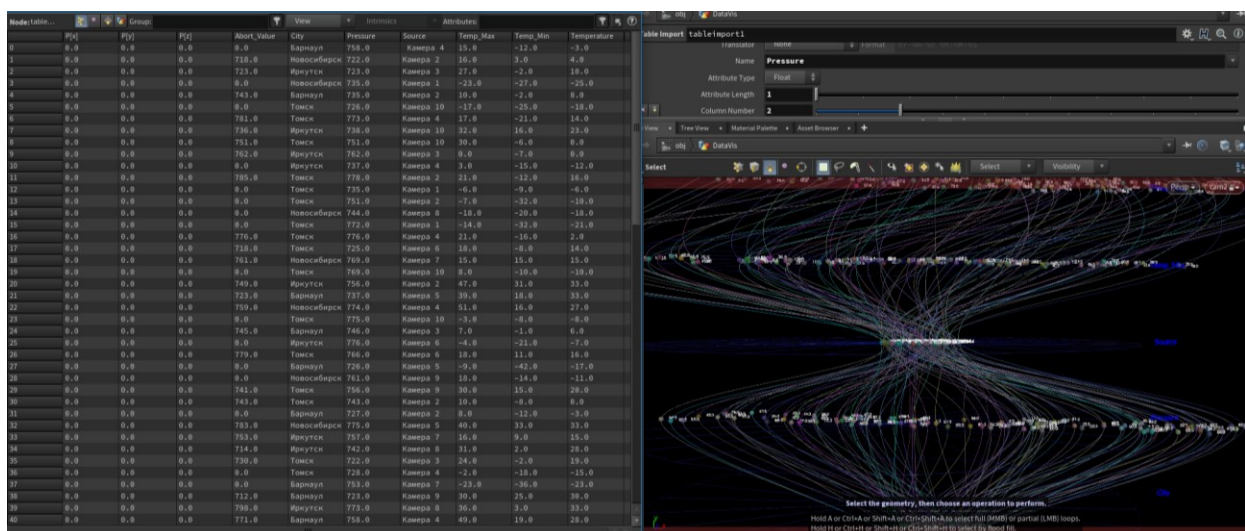 Node: table...
Group:
View
Intrinsics
Attributes:
P[x] P[y] P[z] Abort_Value City Pressure Source Temp_Max Temp_Min Temperature
0 0.0 0.0 0.0 0.0 Барнаул 758.0 Камера 4 15.0 -12.0 -3.0
1 0.0 0.0 0.0 718.0 Новосибирск 722.0 Камера 2 16.0 3.0 4.0
2 0.0 0.0 0.0 723.0 Иркутск 723.0 Камера 3 27.0 -2.0 18.0
3 0.0 0.0 0.0 0.0 Новосибирск 735.0 Камера 1 -23.0 -27.0 -25.0
4 0.0 0.0 0.0 743.0 Барнаул 735.0 Камера 2 10.0 -2.0 8.0
5 0.0 0.0 0.0 0.0 Томск 726.0 Камера 10 -17.0 -25.0 -18.0
6 0.0 0.0 0.0 781.0 Томск 773.0 Камера 4 17.0 -21.0 14.0
7 0.0 0.0 0.0 736.0 Иркутск 738.0 Камера 10 32.0 16.0 23.0
8 0.0 0.0 0.0 751.0 Томск 751.0 Камера 10 30.0 -6.0 8.0
9 0.0 0.0 0.0 762.0 Иркутск 762.0 Камера 3 0.0 -7.0 0.0
10 0.0 0.0 0.0 0.0 Иркутск 737.0 Камера 4 3.0 -15.0 -12.0
11 0.0 0.0 0.0 785.0 Томск 778.0 Камера 2 21.0 -12.0 16.0
12 0.0 0.0 0.0 0.0 Томск 735.0 Камера 1 -6.0 -9.0 -6.0
13 0.0 0.0 0.0 0.0 Томск 751.0 Камера 2 -7.0 -32.0 -10.0
14 0.0 0.0 0.0 0.0 Новосибирск 744.0 Камера 8 -18.0 -20.0 -18.0
15 0.0 0.0 0.0 0.0 Томск 772.0 Камера 1 -14.0 -32.0 -21.0
16 0.0 0.0 0.0 776.0 Томск 776.0 Камера 4 21.0 -16.0 2.0
17 0.0 0.0 0.0 718.0 Томск 725.0 Камера 6 18.0 -8.0 14.0
18 0.0 0.0 0.0 761.0 Новосибирск 769.0 Камера 7 15.0 15.0 15.0
19 0.0 0.0 0.0 0.0 Томск 769.0 Камера 10 8.0 -10.0 -10.0
20 0.0 0.0 0.0 749.0 Иркутск 756.0 Камера 2 47.0 31.0 33.0
21 0.0 0.0 0.0 723.0 Барнаул 737.0 Камера 5 39.0 18.0 33.0
22 0.0 0.0 0.0 759.0 Новосибирск 774.0 Камера 4 51.0 16.0 27.0
23 0.0 0.0 0.0 0.0 Томск 775.0 Камера 10 -3.0 -8.0 -8.0
24 0.0 0.0 0.0 745.0 Барнаул 746.0 Камера 3 7.0 -1.0 6.0
25 0.0 0.0 0.0 0.0 Иркутск 776.0 Камера 6 -4.0 -21.0 -7.0
26 0.0 0.0 0.0 779.0 Томск 766.0 Камера 6 18.0 11.0 16.0
27 0.0 0.0 0.0 0.0 Барнаул 726.0 Камера 5 -9.0 -42.0 -17.0
28 0.0 0.0 0.0 0.0 Новосибирск 761.0 Камера 9 18.0 -14.0 -11.0
29 0.0 0.0 0.0 741.0 Томск 756.0 Камера 9 30.0 15.0 20.0
30 0.0 0.0 0.0 743.0 Томск 743.0 Камера 2 10.0 -8.0 0.0
31 0.0 0.0 0.0 0.0 Барнаул 727.0 Камера 2 8.0 -12.0 -3.0
32 0.0 0.0 0.0 783.0 Новосибирск 775.0 Камера 5 40.0 33.0 33.0
33 0.0 0.0 0.0 753.0 Иркутск 757.0 Камера 7 16.0 9.0 15.0
34 0.0 0.0 0.0 714.0 Иркутск 742.0 Камера 8 31.0 2.0 28.0
35 0.0 0.0 0.0 730.0 Томск 722.0 Камера 3 24.0 -2.0 19.0
36 0.0 0.0 0.0 0.0 Томск 728.0 Камера 4 -2.0 -18.0 -15.0
37 0.0 0.0 0.0 0.0 Барнаул 753.0 Камера 7 -23.0 -36.0 -23.0
38 0.0 0.0 0.0 712.0 Барнаул 723.0 Камера 9 30.0 25.0 30.0
39 0.0 0.0 0.0 798.0 Иркутск 773.0 Камера 8 36.0 3.0 33.0
40 0.0 0.0 0.0 771.0 Барнаул 758.0 Камера 4 49.0 19.0 28.0
obj DataVis
Table Import tableimport1
Translator None Format
Name Pressure
Attribute Type Float
Attribute Length 1
Column Number 2
View Tree View Material Palette Asset Browser
obj DataVis
Select Select Visibility
Persp cam2
Select the geometry, then choose an operation to perform.
Hold A or Ctrl+A or Shift+A or Ctrl+Shift+A to select full (MMB) or partial (LMB) loops.
Hold H or Ctrl+H or Shift+H or Ctrl+Shift+H to select by flood fill.